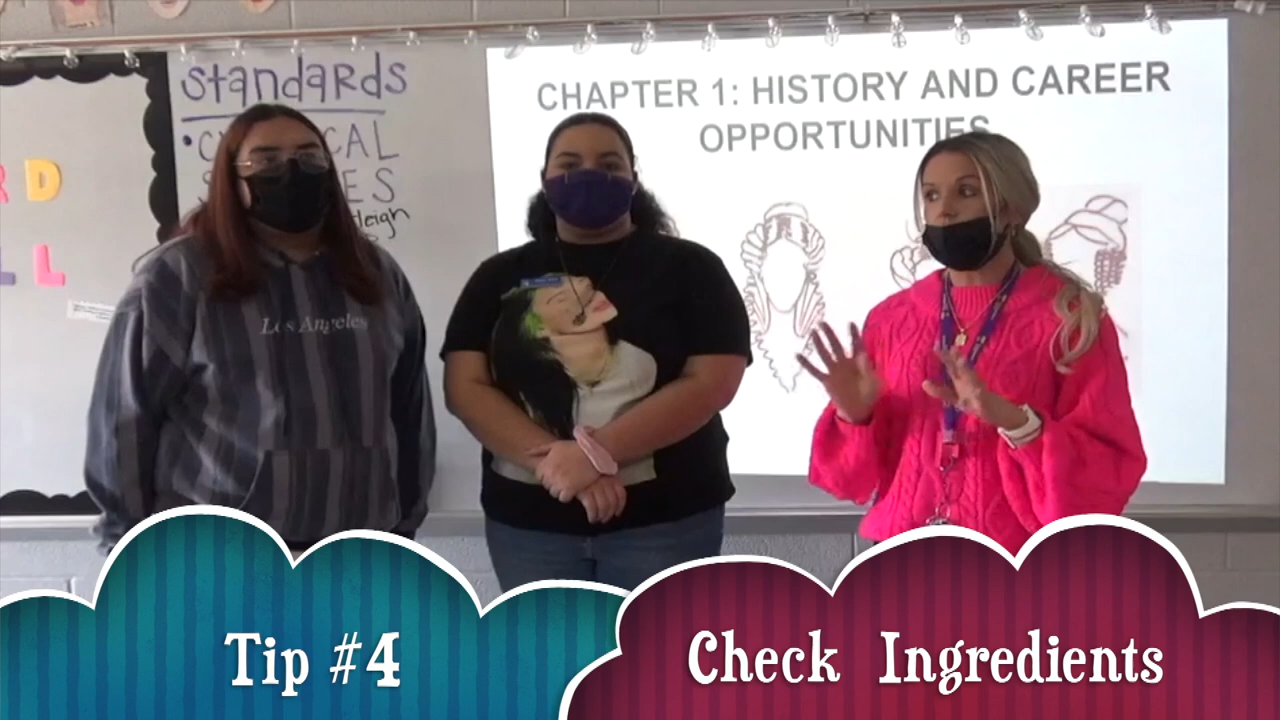 standards
CHAPTER 1: HISTORY AND CAREER
OPPORTUNITIES
D
L
Los Angeles
Tip #4
Check Ingredients